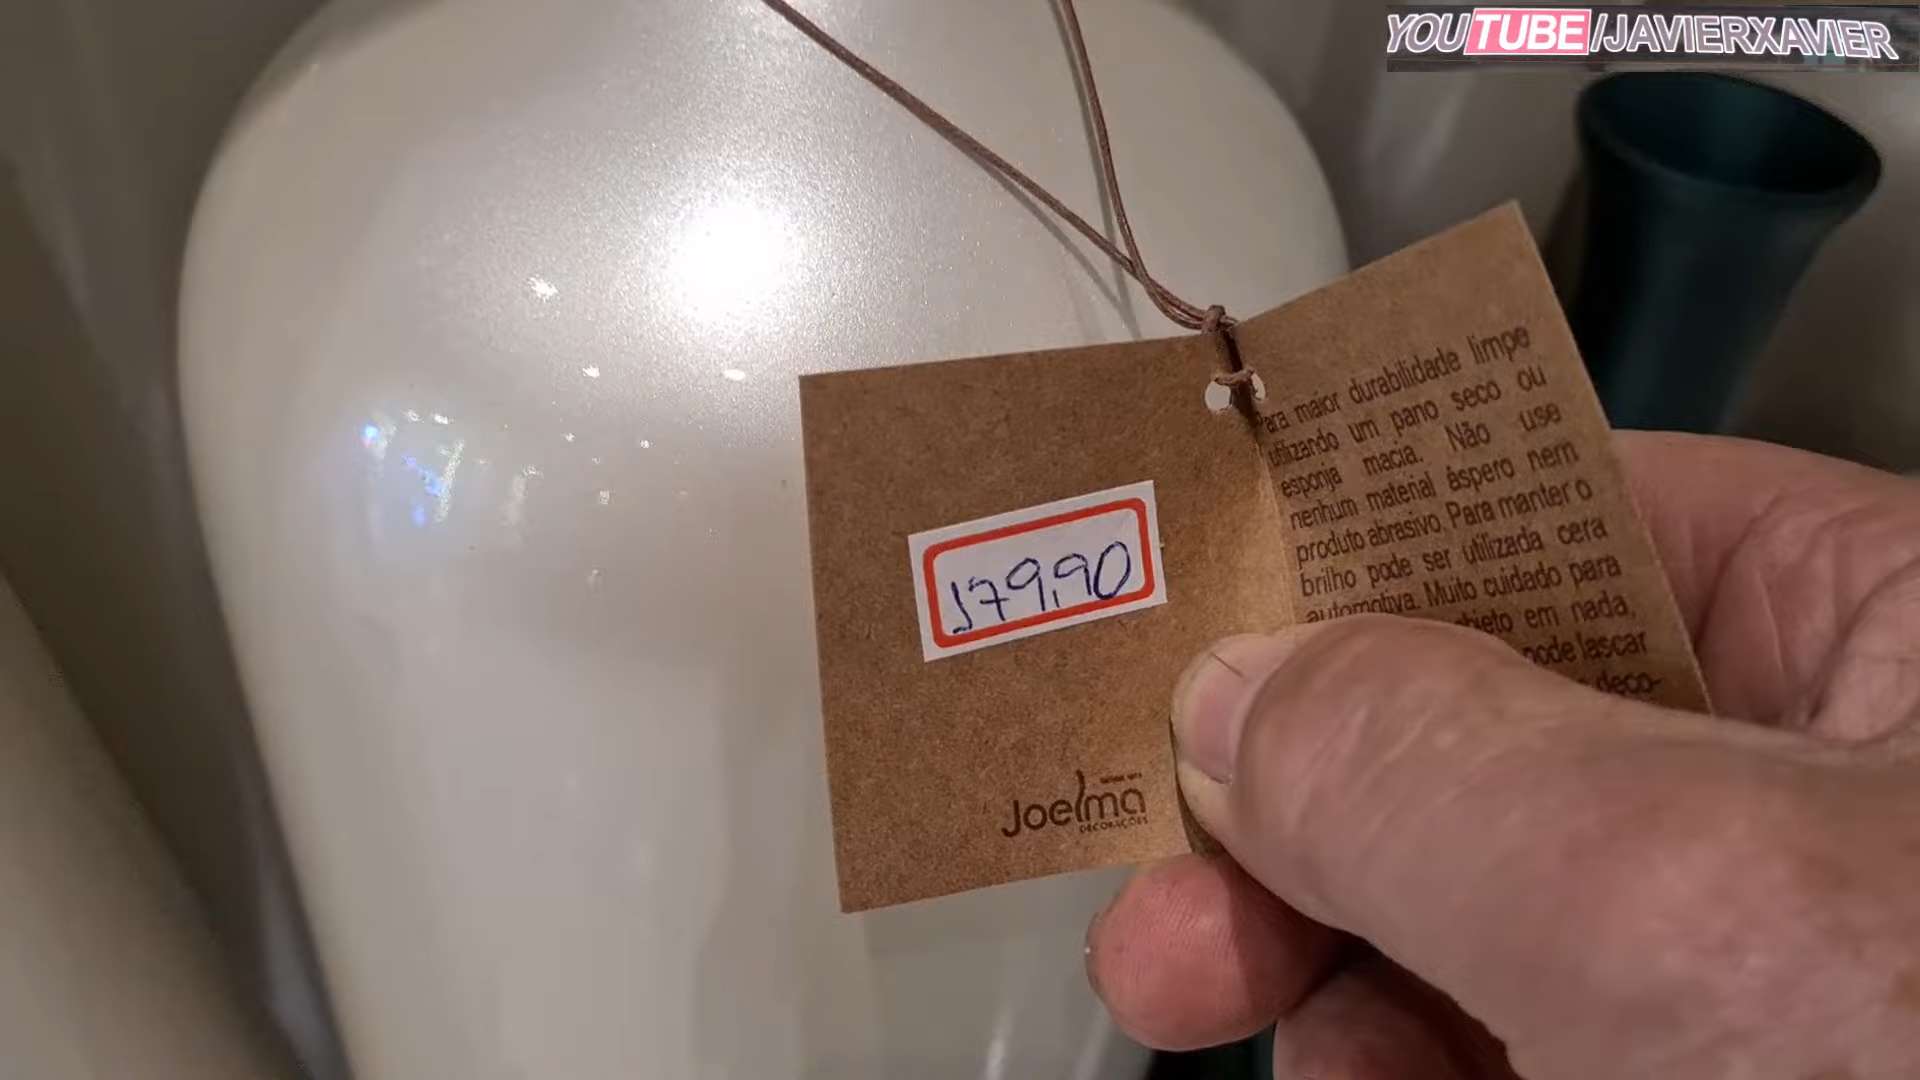 YOUTUBE/JAVIERXAVIER
179,90
Joelma
DECORAÇÕES
Para maior durabilidade limpe
utilizando um pano seco ou
esponja macia. Não use
nenhum material áspero nem
produto abrasivo. Para manter o
brilho pode ser utilizada cera
automotiva. Muito cuidado para
objeto em nada,
pode lascar
deco-